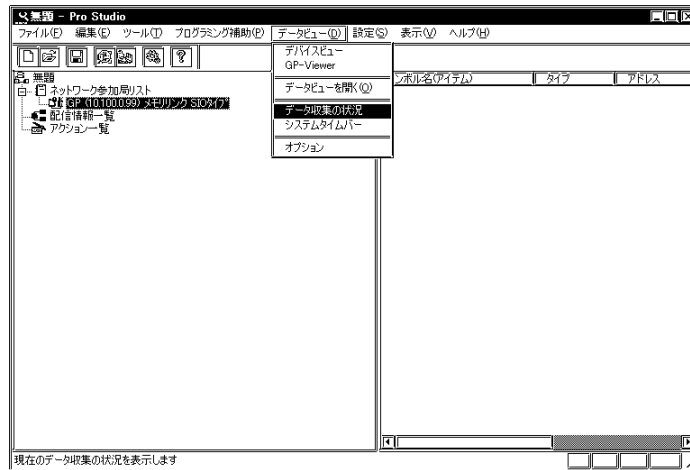 無題 - Pro Studio
ファイル(F) 編集(E) ツール(T) プログラミング補助(P) データビュー(D) 設定(S) 表示(V) ヘルプ(H)
デバイスビュー
GP-Viewer
データビューを開く(O)
データ収集の状況
システムタイムバー
オプション
無題
ネットワーク参加局リスト
GP (10.100.0.99) メモリリンク SIOタイプ
配信情報一覧
アクション一覧
ンボル名(アイテム) タイプ アドレス
現在のデータ収集の状況を表示します